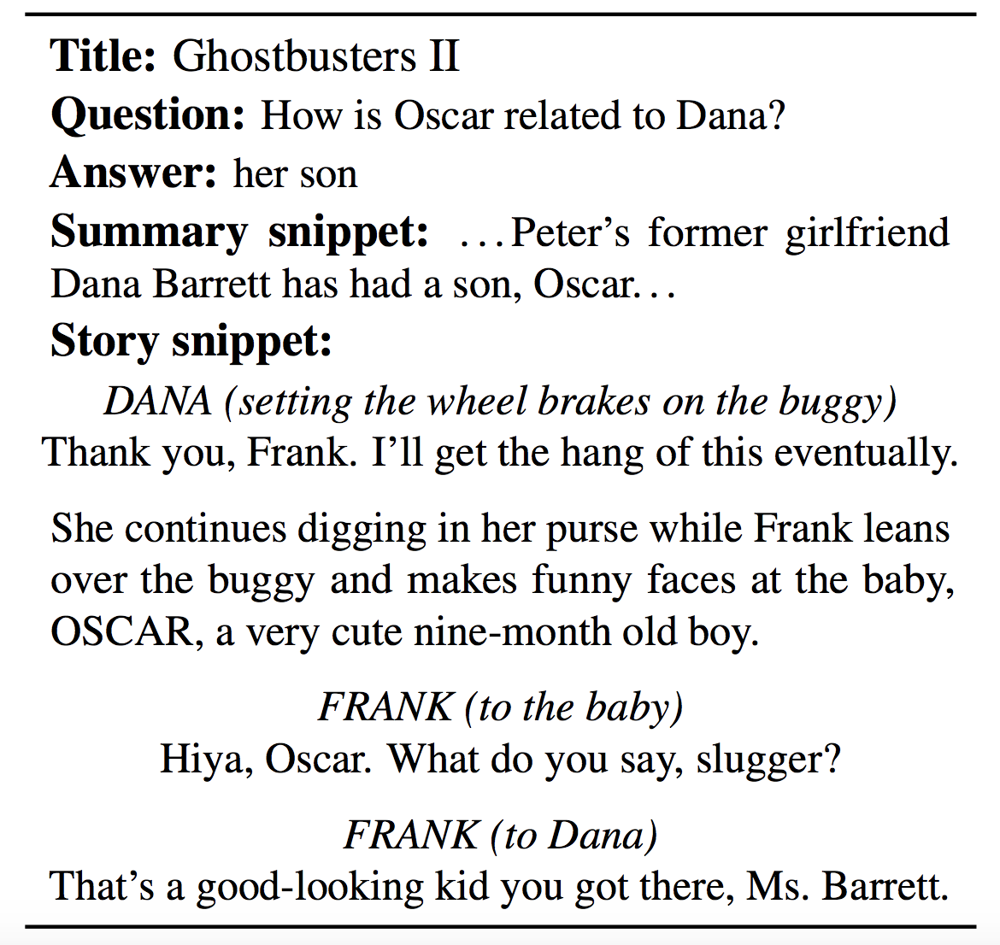 Title: Ghostbusters II
Question: How is Oscar related to Dana?
Answer: her son
Summary snippet: …Peter’s former girlfriend
Dana Barrett has had a son, Oscar…
Story snippet:
DANA (setting the wheel brakes on the buggy)
Thank you, Frank. I’ll get the hang of this eventually.
She continues digging in her purse while Frank leans
over the buggy and makes funny faces at the baby,
OSCAR, a very cute nine-month old boy.
FRANK (to the baby)
Hiya, Oscar. What do you say, slugger?
FRANK (to Dana)
That’s a good-looking kid you got there, Ms. Barrett.